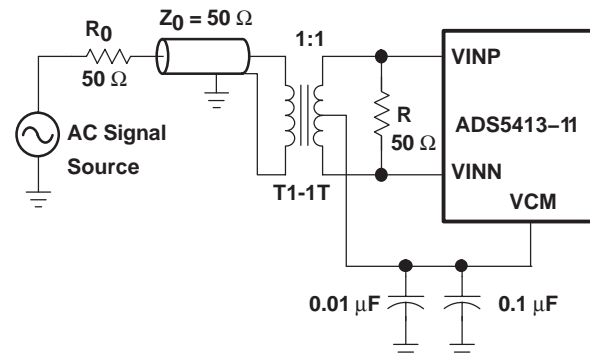 R0
50 Ω
Z0 = 50 Ω
1:1
AC Signal
Source
T1-1T
R
50 Ω
VINP
ADS5413–11
VINN
VCM
0.01 μF
0.1 μF